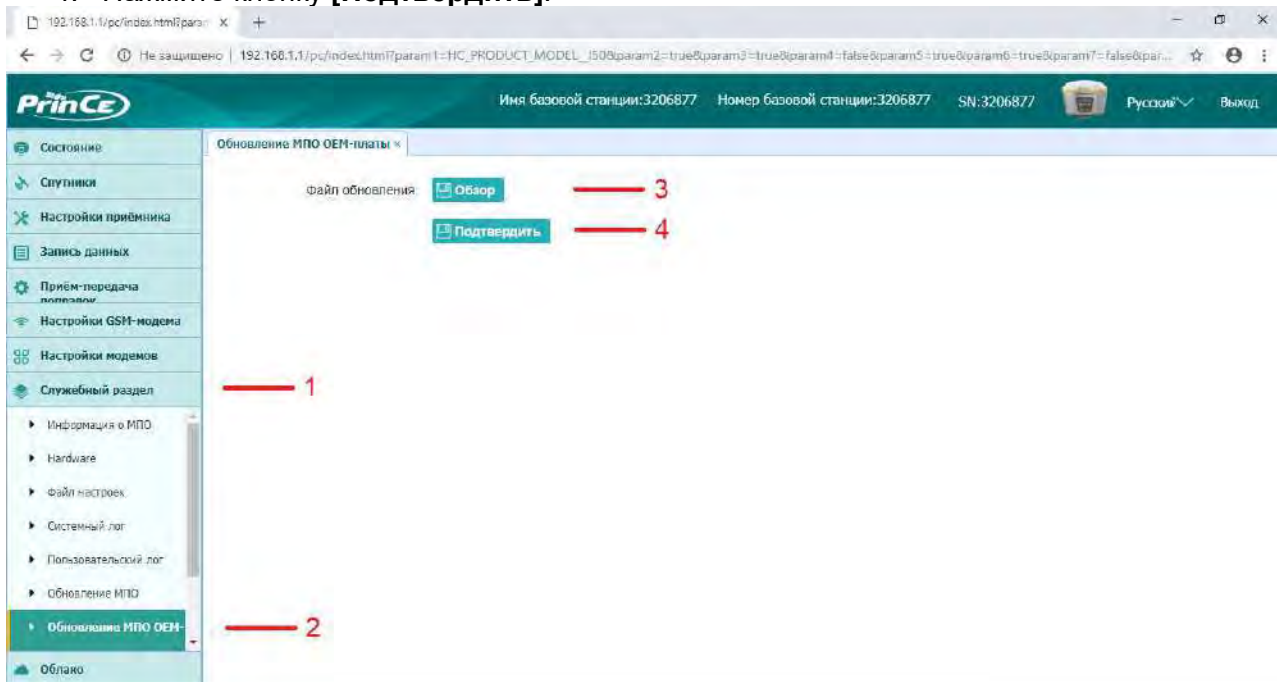 Нажмите кнопку [Подтвердить].
192.168.1.1/pc/index.html?para
Не защищено | 192.168.1.1/pc/index.html?param1=HC_PRODUCT_MODEL_I50&param2=true&param3=true&param4=false&param5=true&param6=true&param7=false&par...
PrinCe
Имя базовой станции:3206877 Номер базовой станции:3206877 SN:3206877 Русский Выход
Состояние
Обновление МПО OEM-платы ×
Спутники
Файл обновления
Обзор
3
Настройки приёмника
Подтвердить
4
Запись данных
Приём-передача
поправок
Настройки GSM-модема
Настройки модемов
Служебный раздел
1
Информация о МПО
Hardware
Файл настроек
Системный лог
Пользовательский лог
Обновление МПО
Обновление МПО OEM-
2
Облако